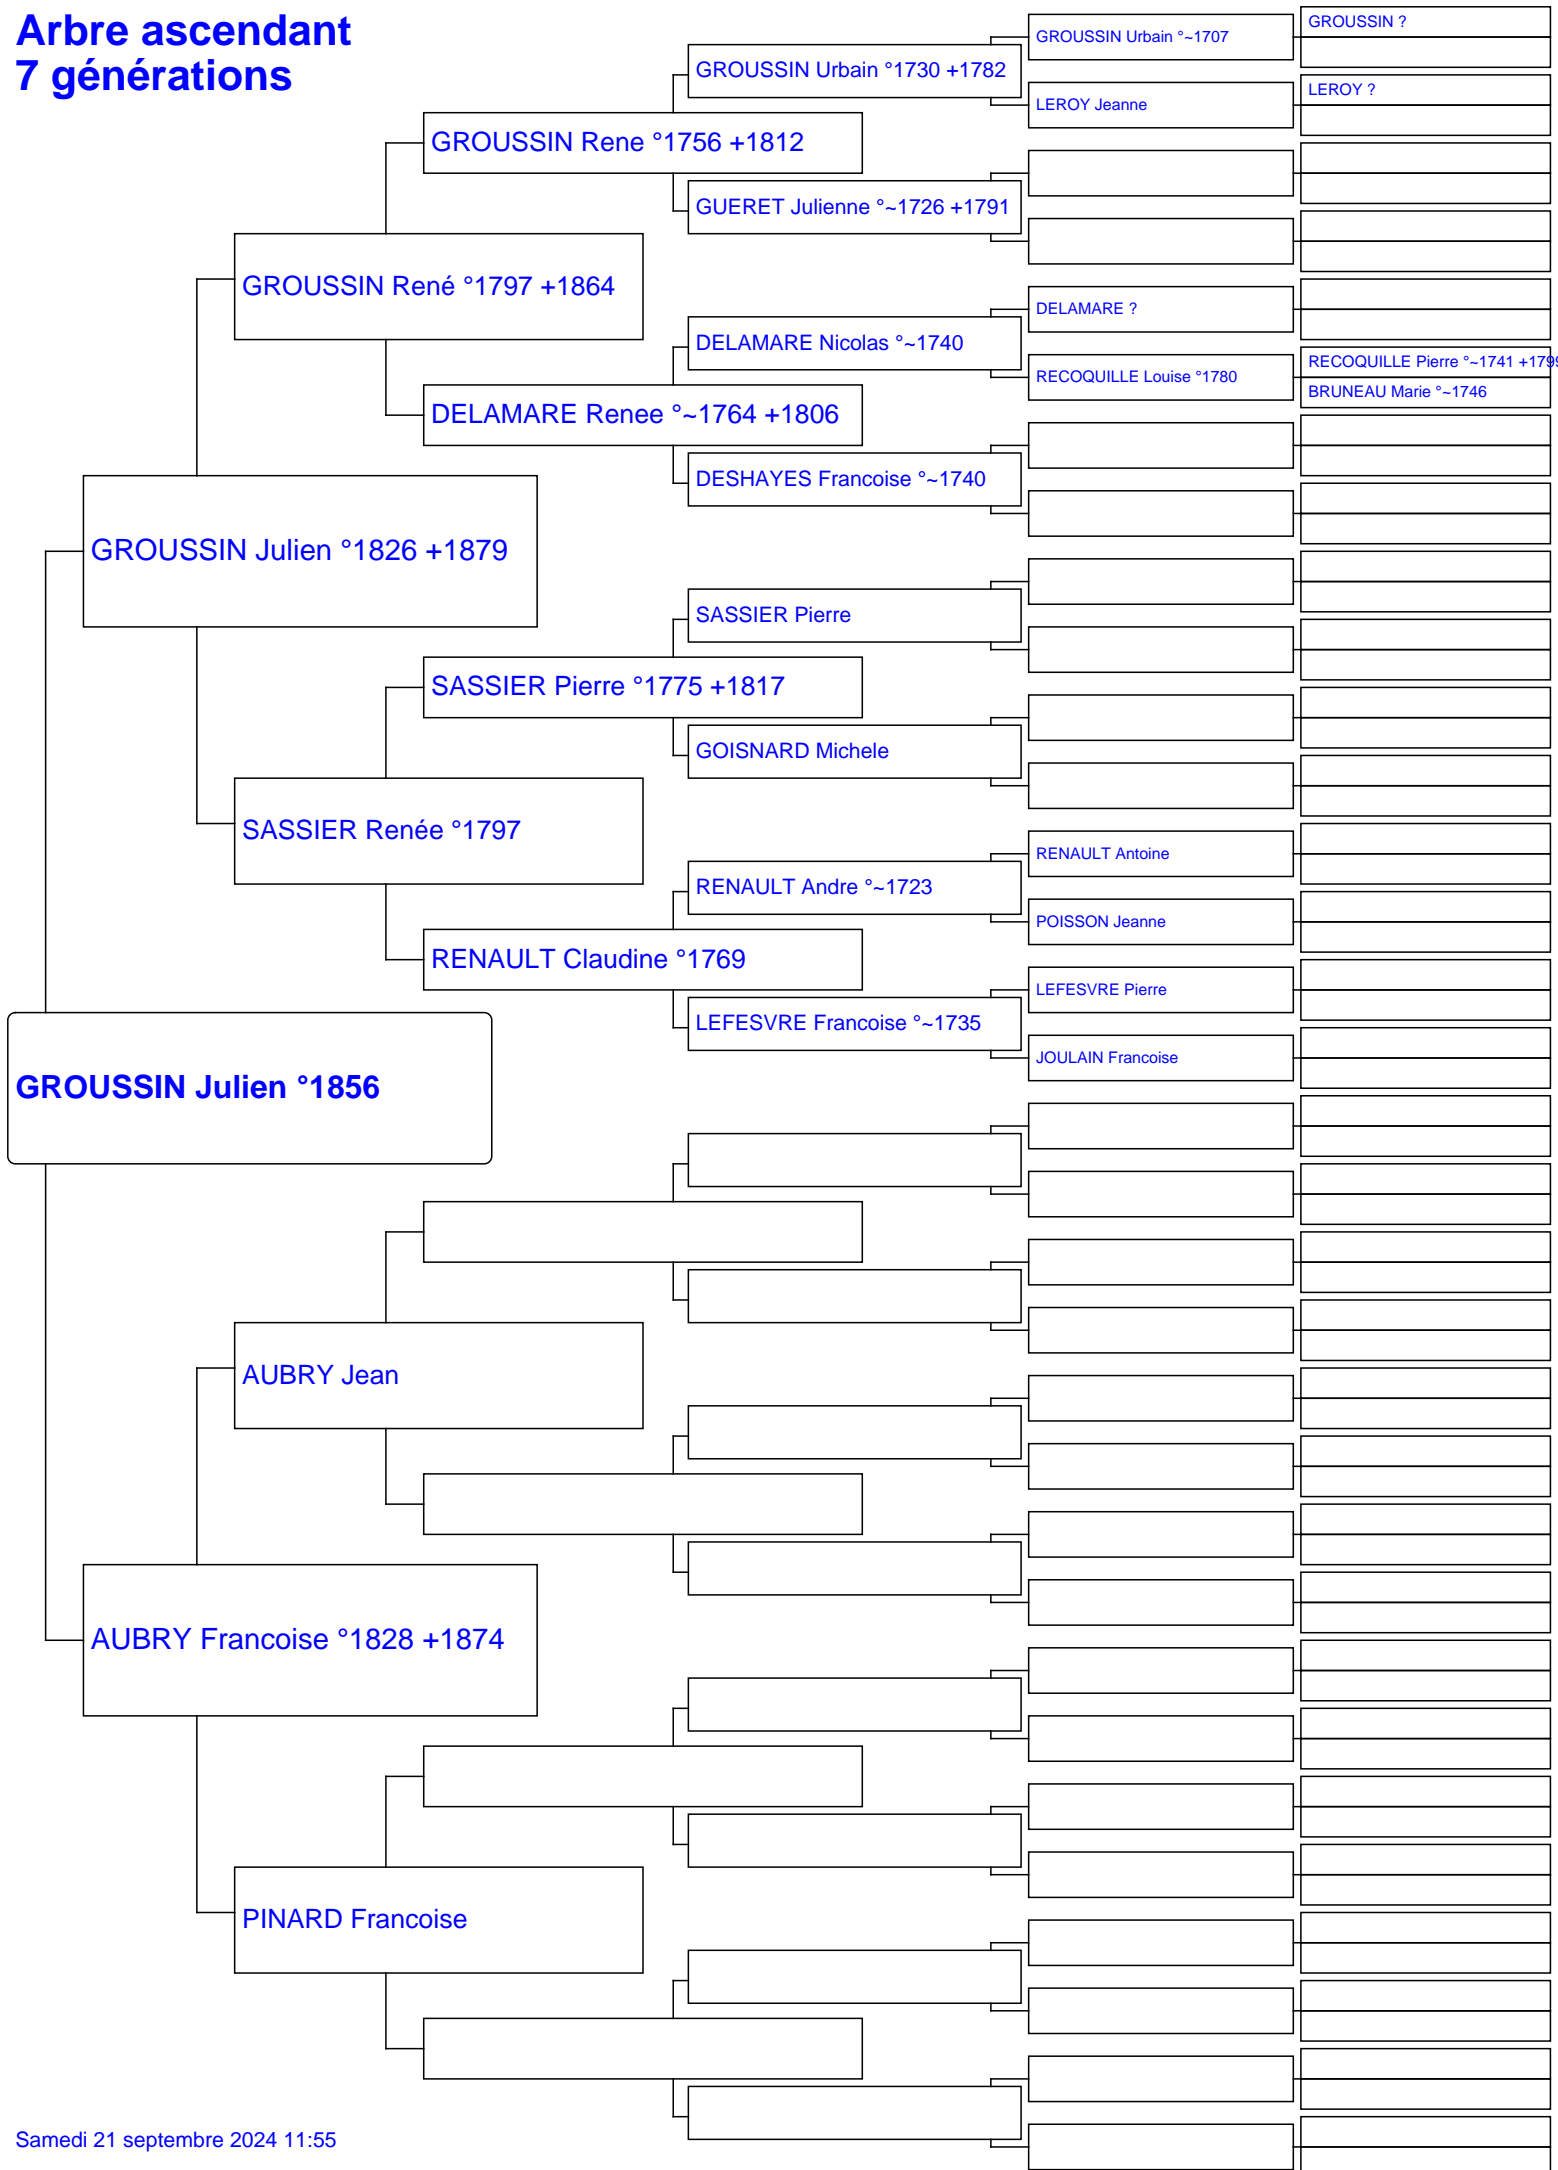 Arbre ascendant
7 générations
GROUSSIN Julien °1856
GROUSSIN Julien °1826 +1879
AUBRY Francoise °1828 +1874
GROUSSIN René °1797 +1864
SASSIER Renée °1797
AUBRY Jean
PINARD Francoise
GROUSSIN Rene °1756 +1812
DELAMARE Renee °~1764 +1806
SASSIER Pierre °1775 +1817
RENAULT Claudine °1769
GROUSSIN Urbain °1730 +1782
GUERET Julienne °~1726 +1791
DELAMARE Nicolas °~1740
DESHAYES Francoise °~1740
SASSIER Pierre
GOISNARD Michele
RENAULT Andre °~1723
LEFESVRE Francoise °~1735
GROUSSIN Urbain °~1707
LEROY Jeanne
DELAMARE ?
RECOQUILLE Louise °1780
RENAULT Antoine
POISSON Jeanne
LEFESVRE Pierre
JOULAIN Francoise
GROUSSIN ?
LEROY ?
RECOQUILLE Pierre °~1741 +1799
BRUNEAU Marie °~1746
Samedi 21 septembre 2024 11:55